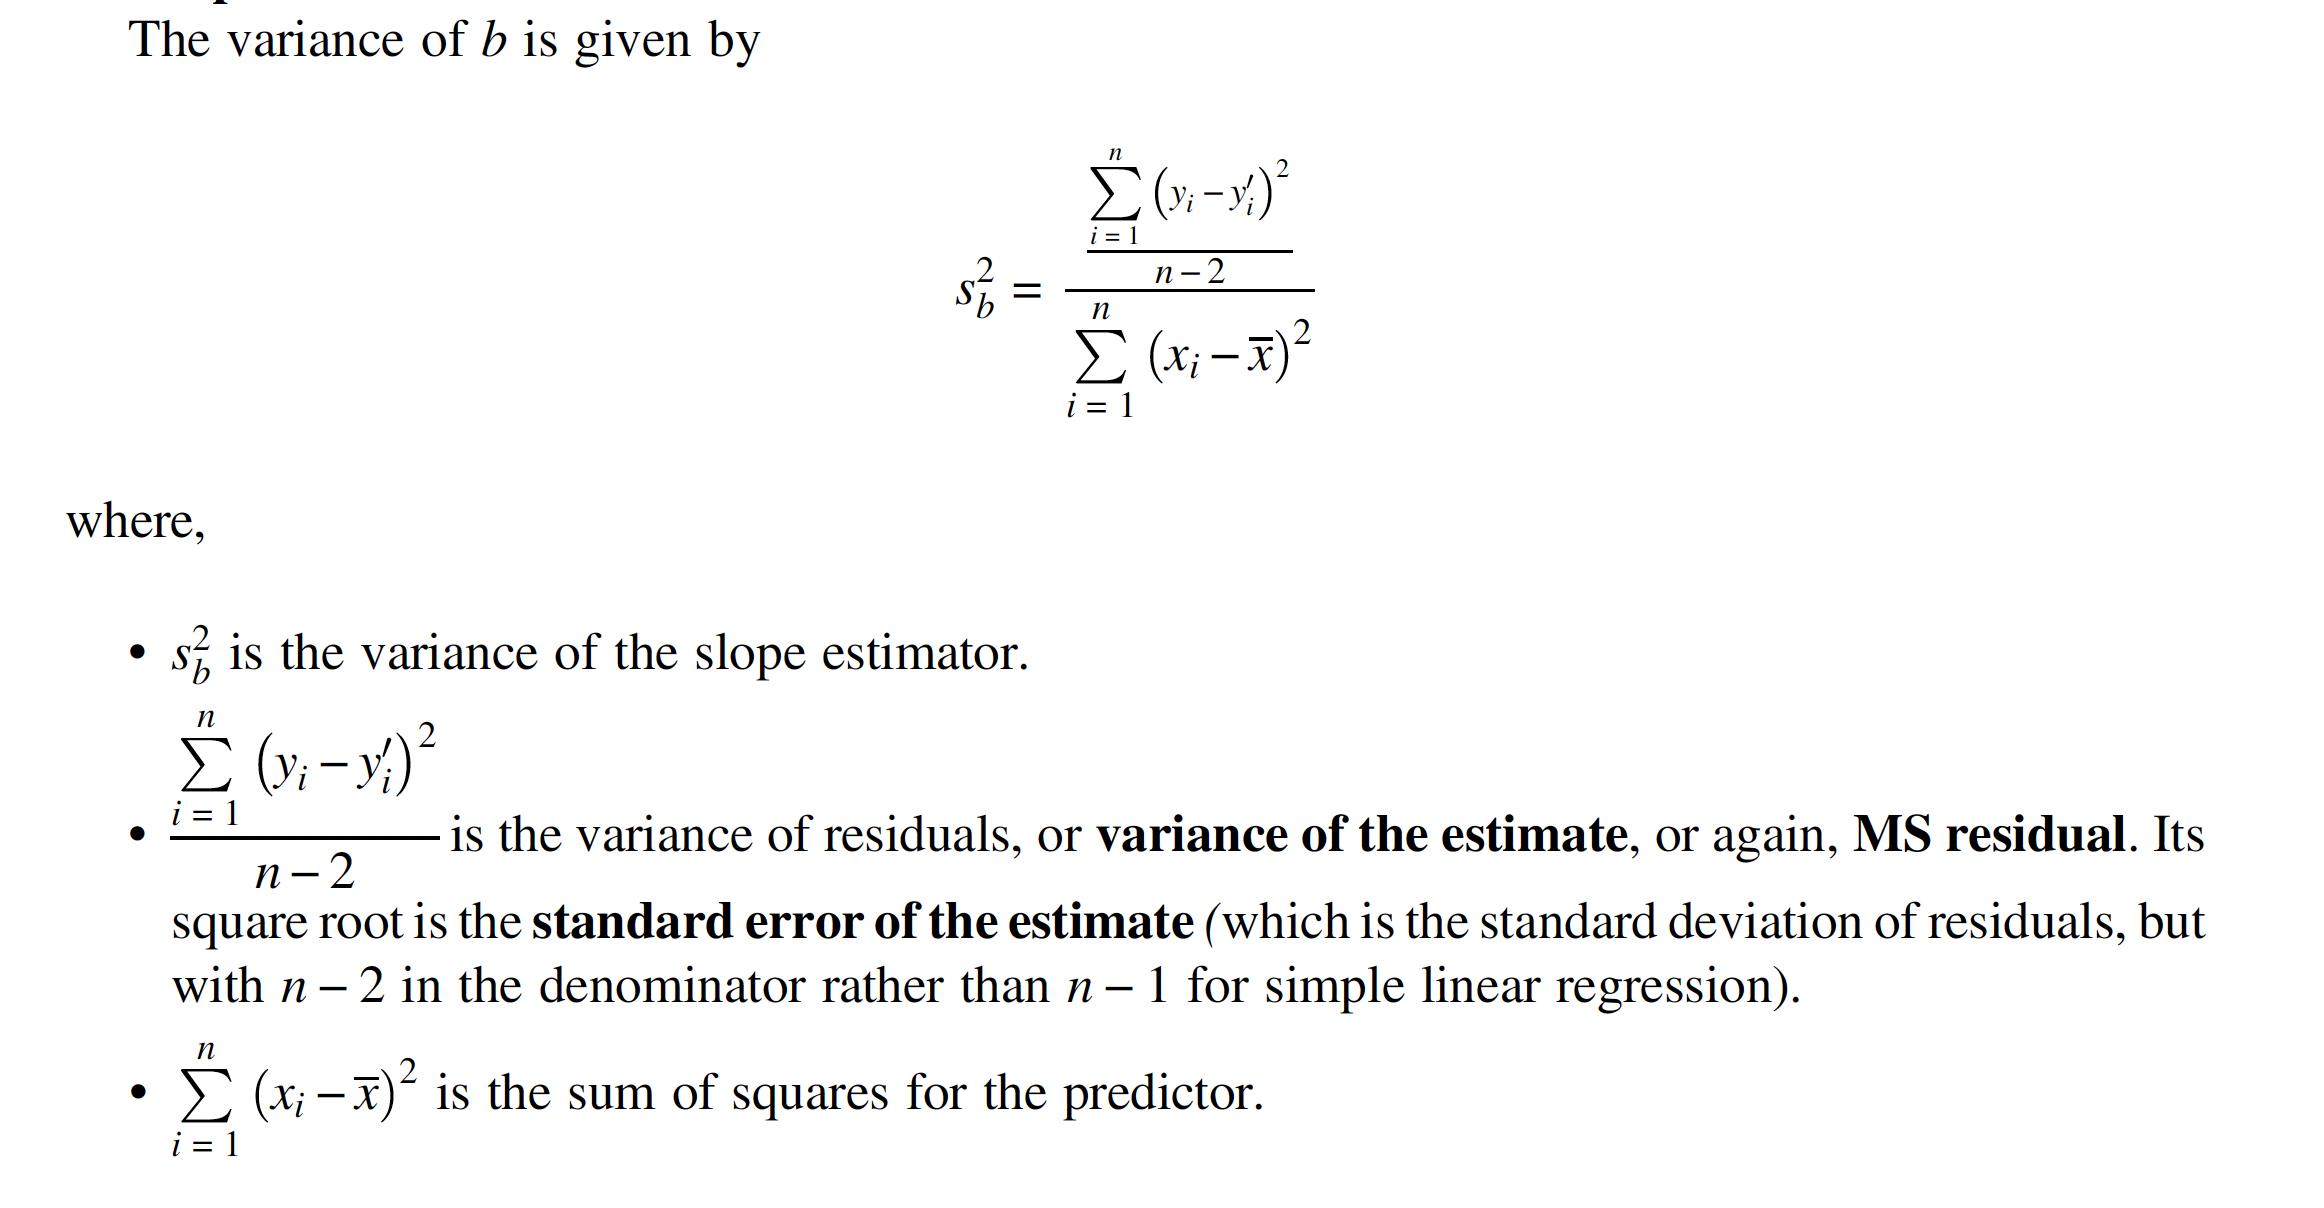 The variance of b is given by
s_b^2 = \frac{\frac{\sum_{i=1}^{n} (y_i - y'_i)^2}{n-2}}{\sum_{i=1}^{n} (x_i - \overline{x})^2}
where,
• s_b^2 is the variance of the slope estimator.
• \frac{\sum_{i=1}^{n} (y_i - y'_i)^2}{n-2} is the variance of residuals, or variance of the estimate, or again, MS residual. Its
square root is the standard error of the estimate (which is the standard deviation of residuals, but
with n − 2 in the denominator rather than n − 1 for simple linear regression).
• \sum_{i=1}^{n} (x_i - \overline{x})^2 is the sum of squares for the predictor.